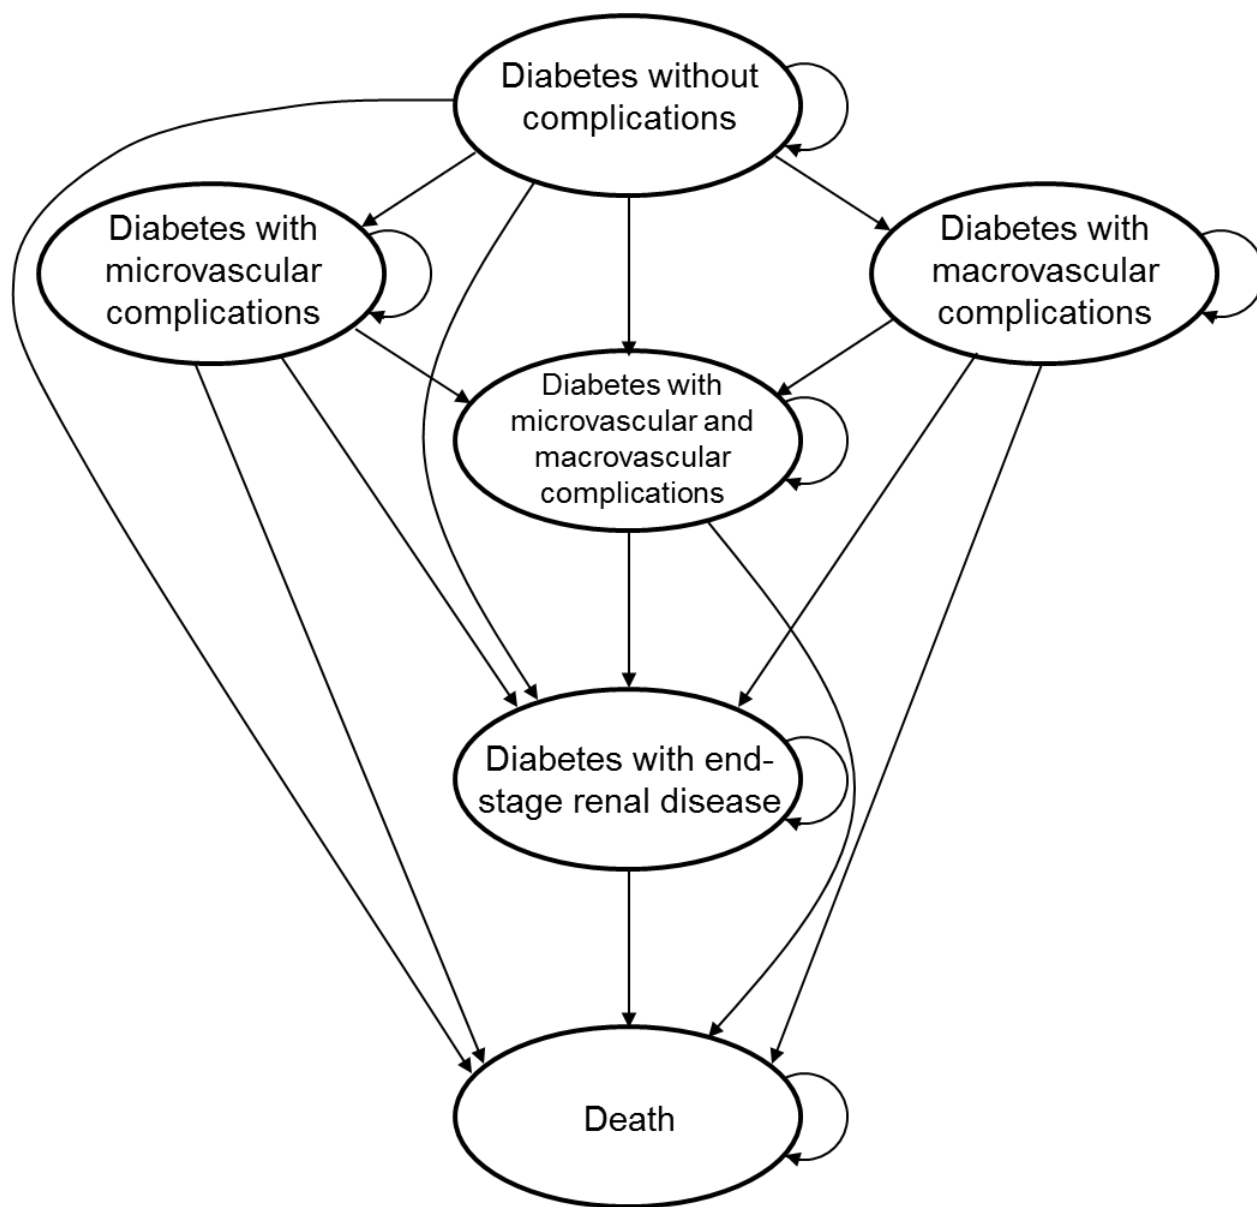 Diabetes without
complications
Diabetes with
microvascular
complications
Diabetes with
macrovascular
complications
Diabetes with
microvascular and
macrovascular
complications
Diabetes with end-
stage renal disease
Death